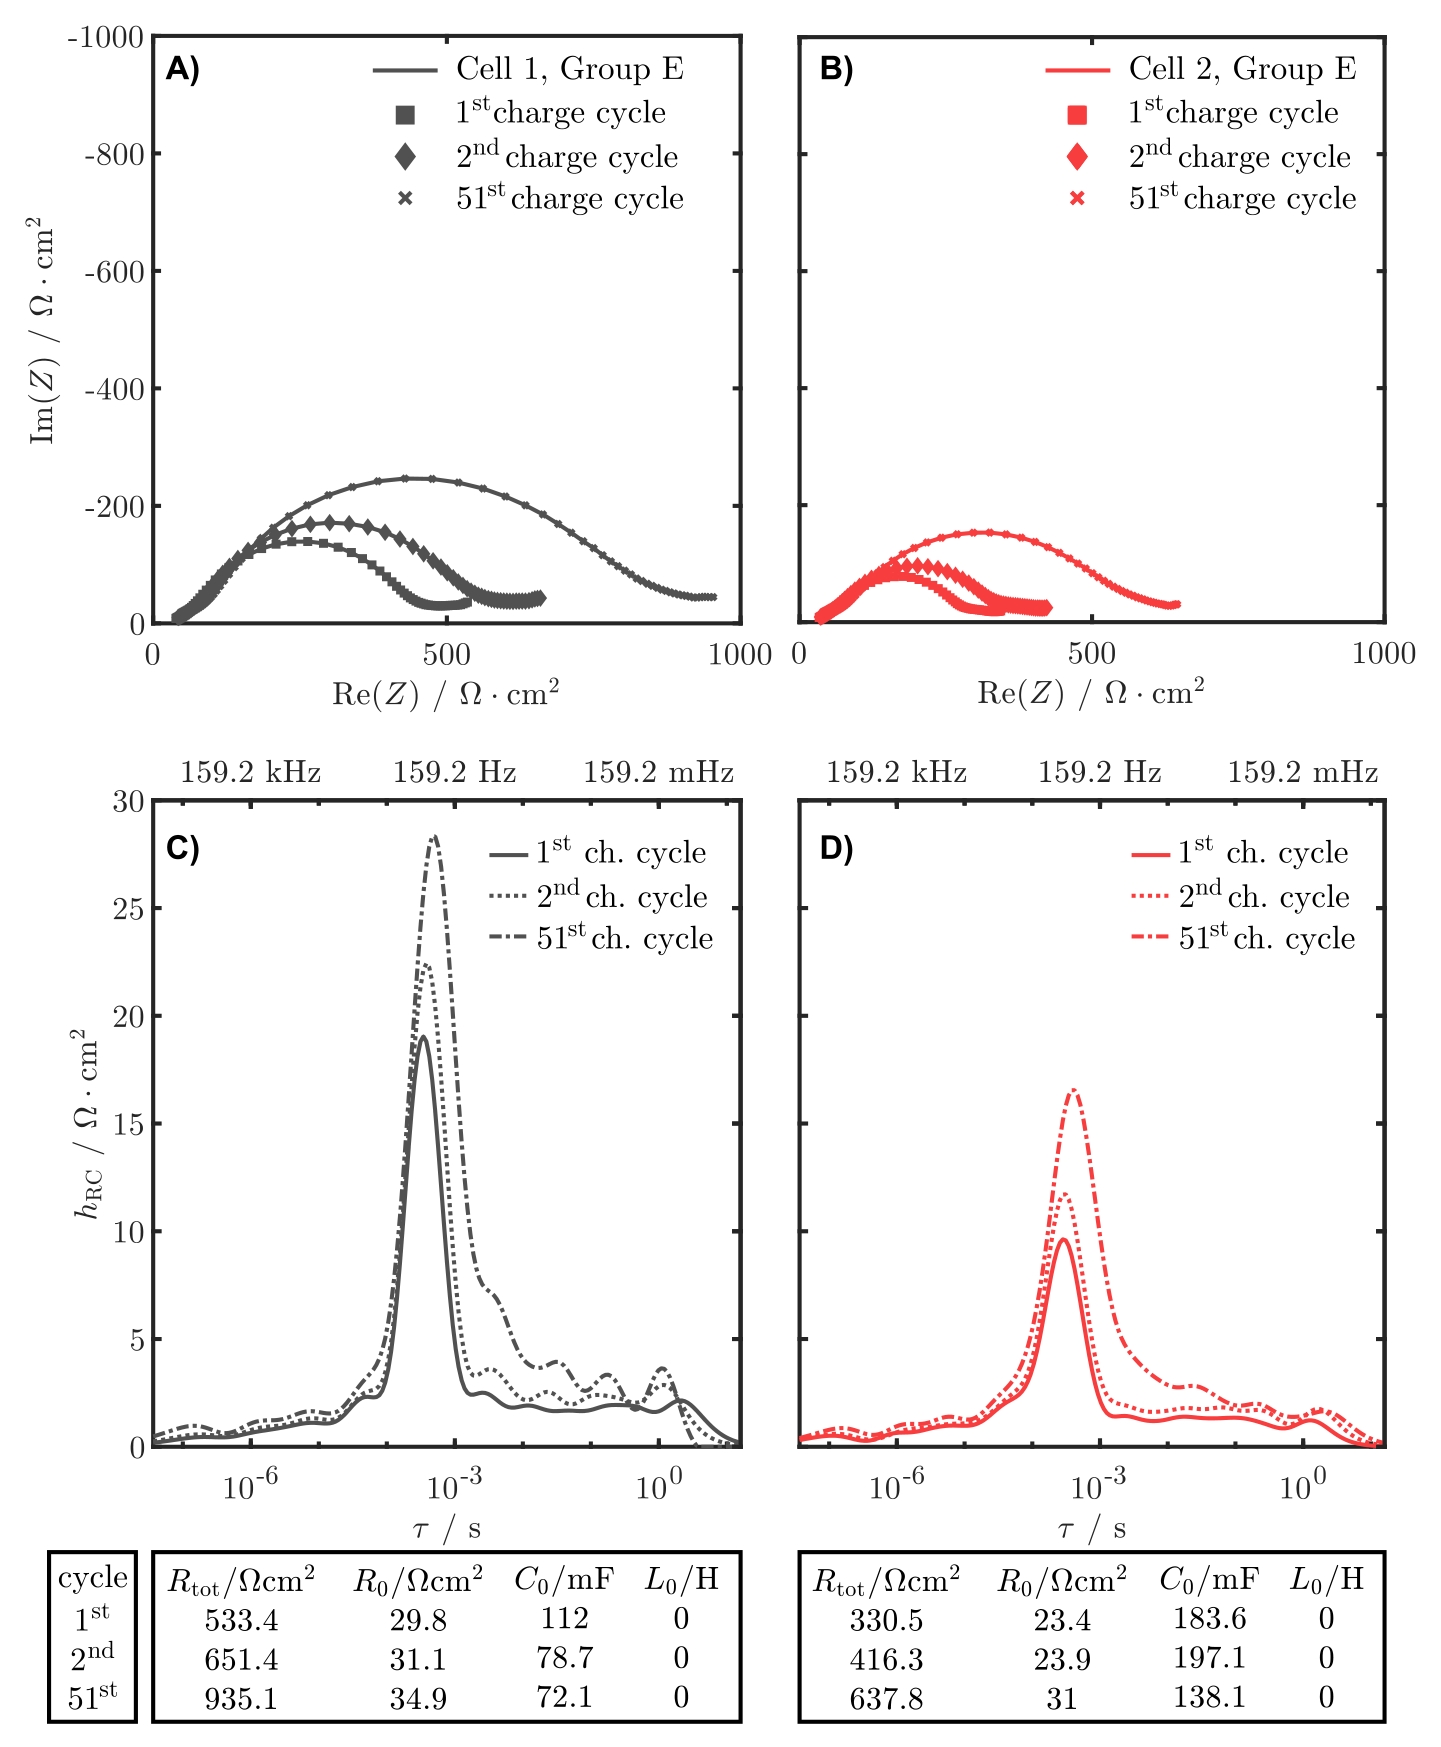 A)
Cell 1, Group E
1st charge cycle
2nd charge cycle
51st charge cycle
-1000
-800
-600
-400
-200
0
Im(Z) / Ω · cm²
0 500 1000
Re(Z) / Ω · cm²
B)
Cell 2, Group E
1st charge cycle
2nd charge cycle
51st charge cycle
0 500 1000
Re(Z) / Ω · cm²
159.2 kHz 159.2 Hz 159.2 mHz
C)
1st ch. cycle
2nd ch. cycle
51st ch. cycle
30
25
20
15
10
5
0
hRC / Ω · cm²
10-6 10-3 100
τ / s
159.2 kHz 159.2 Hz 159.2 mHz
D)
1st ch. cycle
2nd ch. cycle
51st ch. cycle
10-6 10-3 100
τ / s
cycle
1st
2nd
51st
Rtot/Ωcm² R0/Ωcm² C0/mF L0/H
533.4 29.8 112 0
651.4 31.1 78.7 0
935.1 34.9 72.1 0
Rtot/Ωcm² R0/Ωcm² C0/mF L0/H
330.5 23.4 183.6 0
416.3 23.9 197.1 0
637.8 31 138.1 0